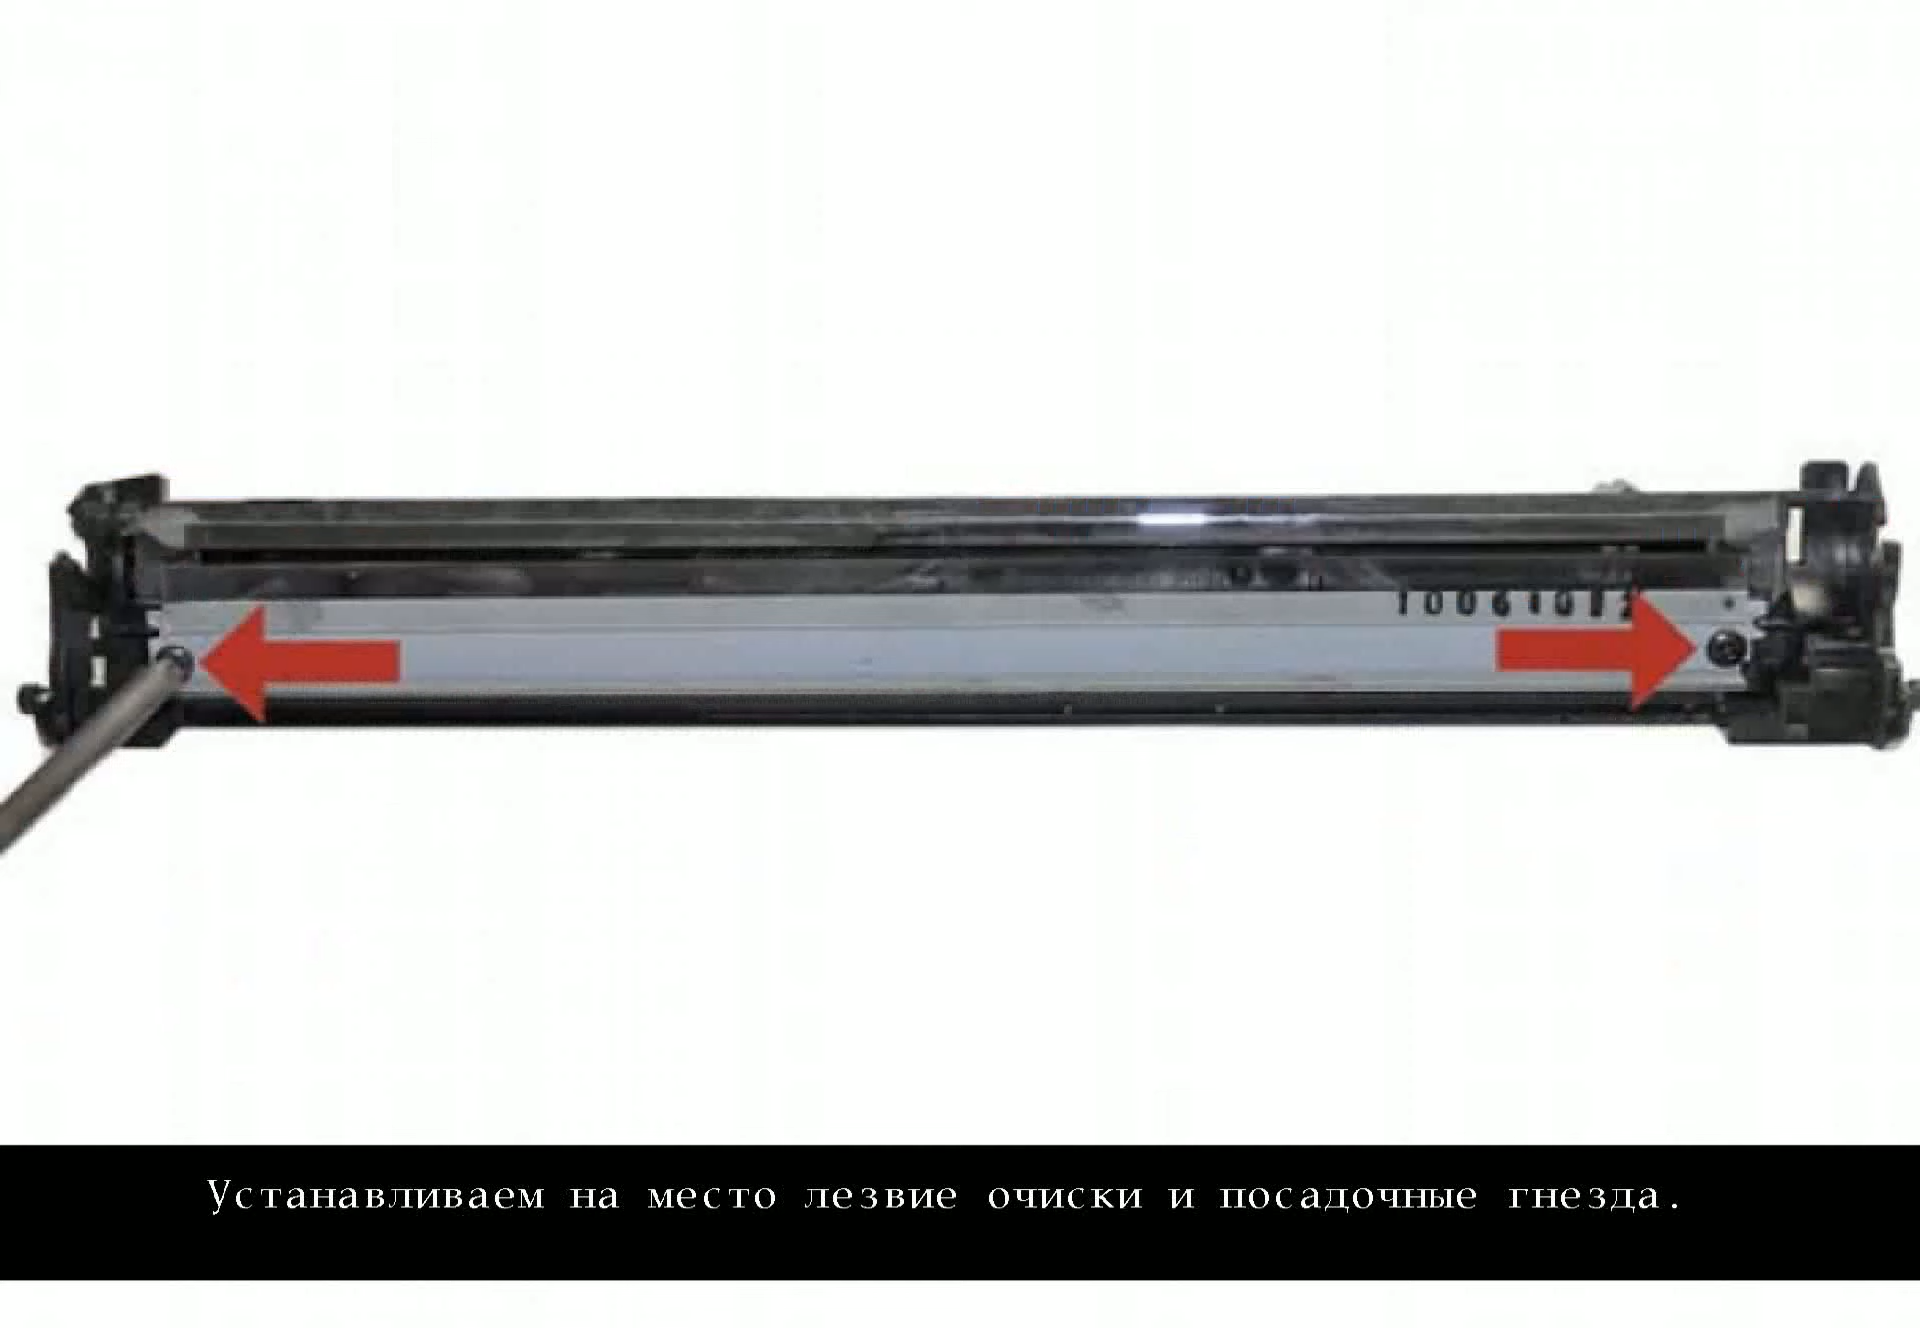 Устанавливаем на место лезвие очиски и посадочные гнезда.